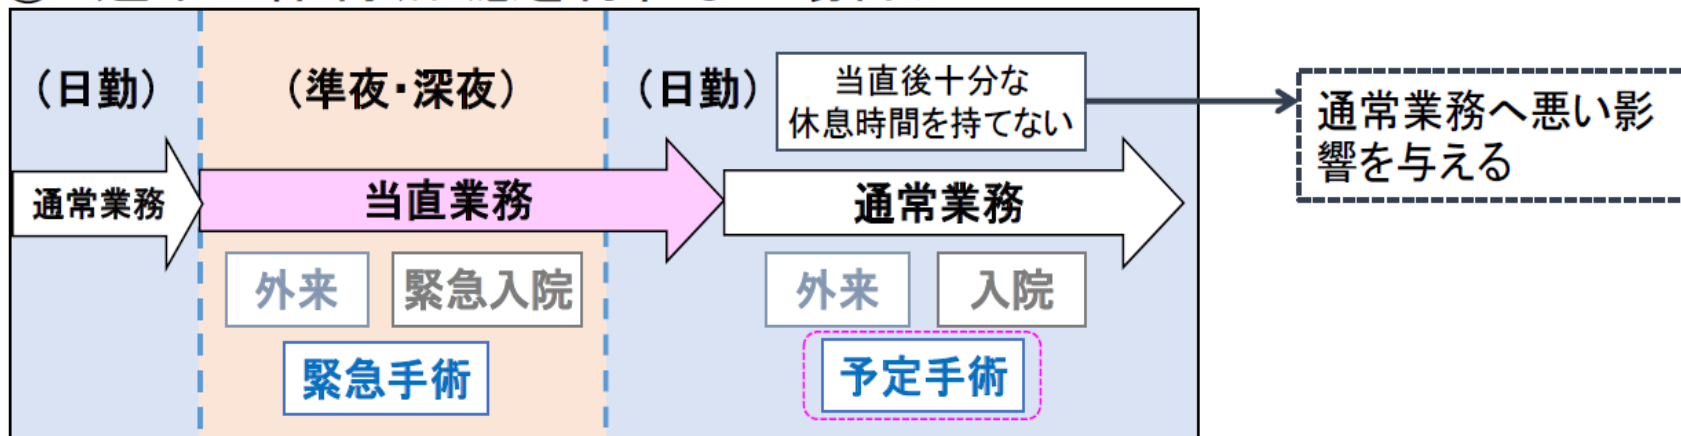 （日勤）
（準夜・深夜）
（日勤）
当直後十分な
休息時間を持てない
通常業務へ悪い影
響を与える
通常業務
当直業務
通常業務
外来
緊急入院
外来
入院
緊急手術
予定手術